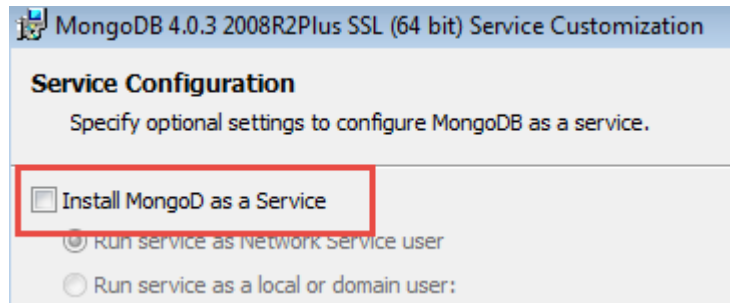 MongoDB 4.0.3 2008R2Plus SSL (64 bit) Service Customization
Service Configuration
Specify optional settings to configure MongoDB as a service.
Install MongoD as a Service
Run service as Network Service user
Run service as a local or domain user: